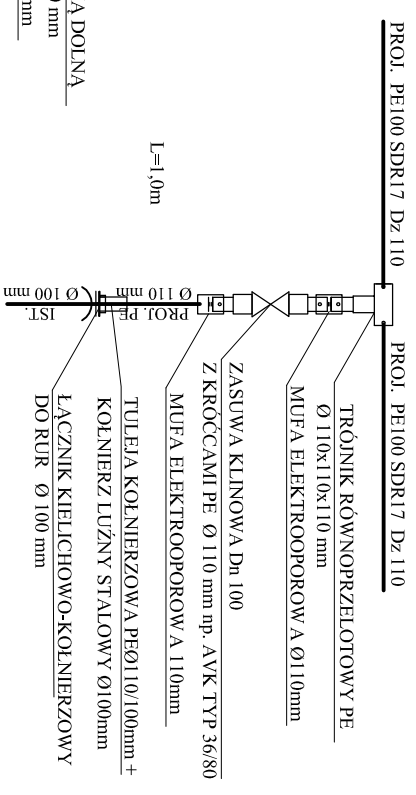 PROJ. PE100 SDR17 Dz 110
PROJ. PE100 SDR17 Dz 110
TRÓJNIK RÓWNOPRZELOTOWY PE
Ø 110x110x110 mm
MUFA ELEKTROOPOROWA Ø110mm
ZASUWA KLINOWA Dn 100
Z KRÓĆCAMI PE Ø 110 mm np. AVK TYP 36/80
MUFA ELEKTROOPOROWA 110mm
TULEJA KOŁNIERZOWA PEØ110/100mm +
KOŁNIERZ LUŹNY STALOWY Ø100mm
ŁĄCZNIK KIELICHOWO-KOŁNIERZOWY
DO RUR Ø 100 mm
PROJ. PE
Ø 110 mm
IST.
Ø 100 mm
L=1,0m
Ą DOLNĄ
0 mm
mm